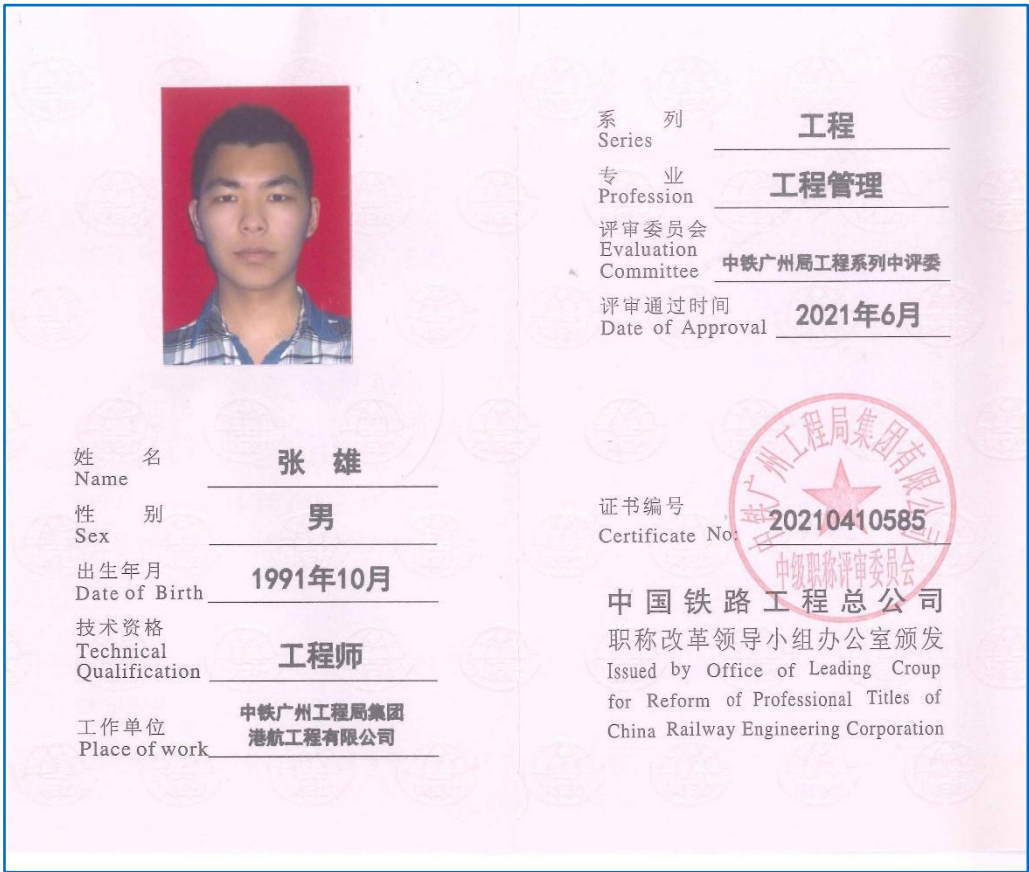 姓 名 张 雄
Name
性 别 男
Sex
出生年月 1991年10月
Date of Birth
技术资格
Technical
Qualification 工程师
工作单位 中铁广州工程局集团
Place of work 港航工程有限公司
系 列 工程
Series
专 业 工程管理
Profession
评审委员会
Evaluation
Committee 中铁广州局工程系列中评委
评审通过时间 2021年6月
Date of Approval
中铁广州工程局集团有限公司
证书编号
Certificate No: 20210410585
中级职称评审委员会
中国铁路工程总公司
职称改革领导小组办公室颁发
Issued by Office of Leading Croup
for Reform of Professional Titles of
China Railway Engineering Corporation